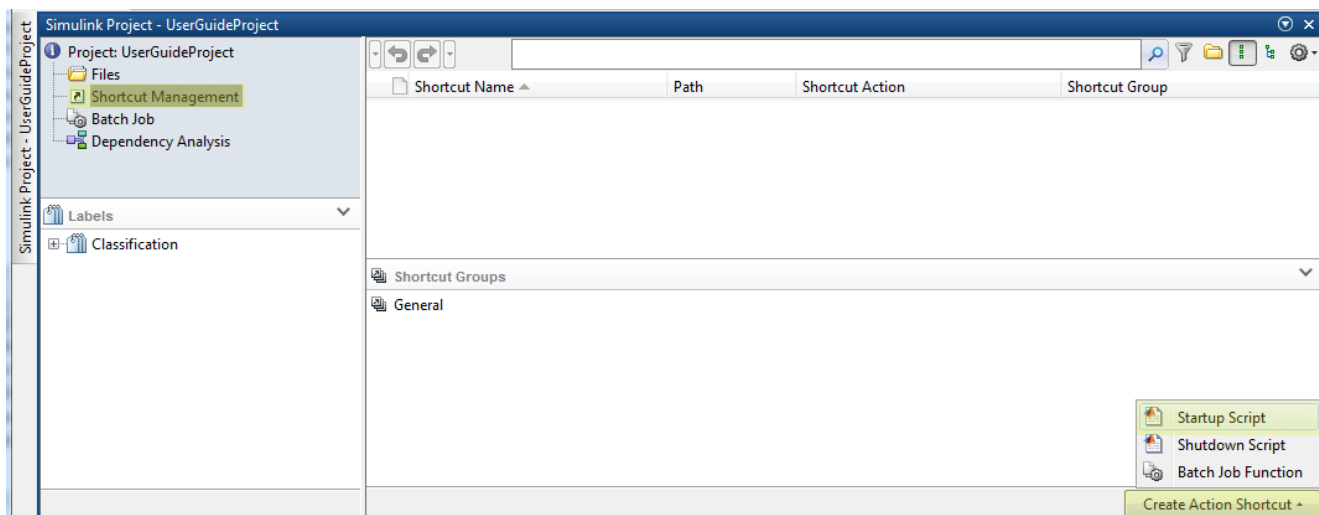 Simulink Project - UserGuideProject
Simulink Project - UserGuideProject
Project: UserGuideProject
Files
Shortcut Management
Batch Job
Dependency Analysis
Labels
Classification
Shortcut Name Path Shortcut Action Shortcut Group
Shortcut Groups
General
Startup Script
Shutdown Script
Batch Job Function
Create Action Shortcut